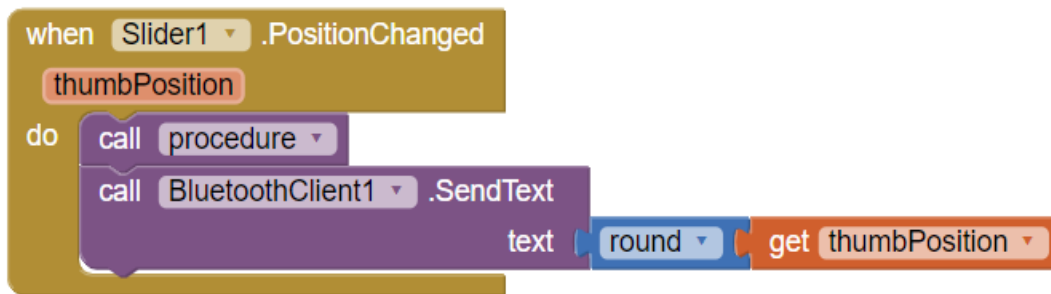 when Slider1 .PositionChanged
thumbPosition
do call procedure
call BluetoothClient1 .SendText
text round get thumbPosition